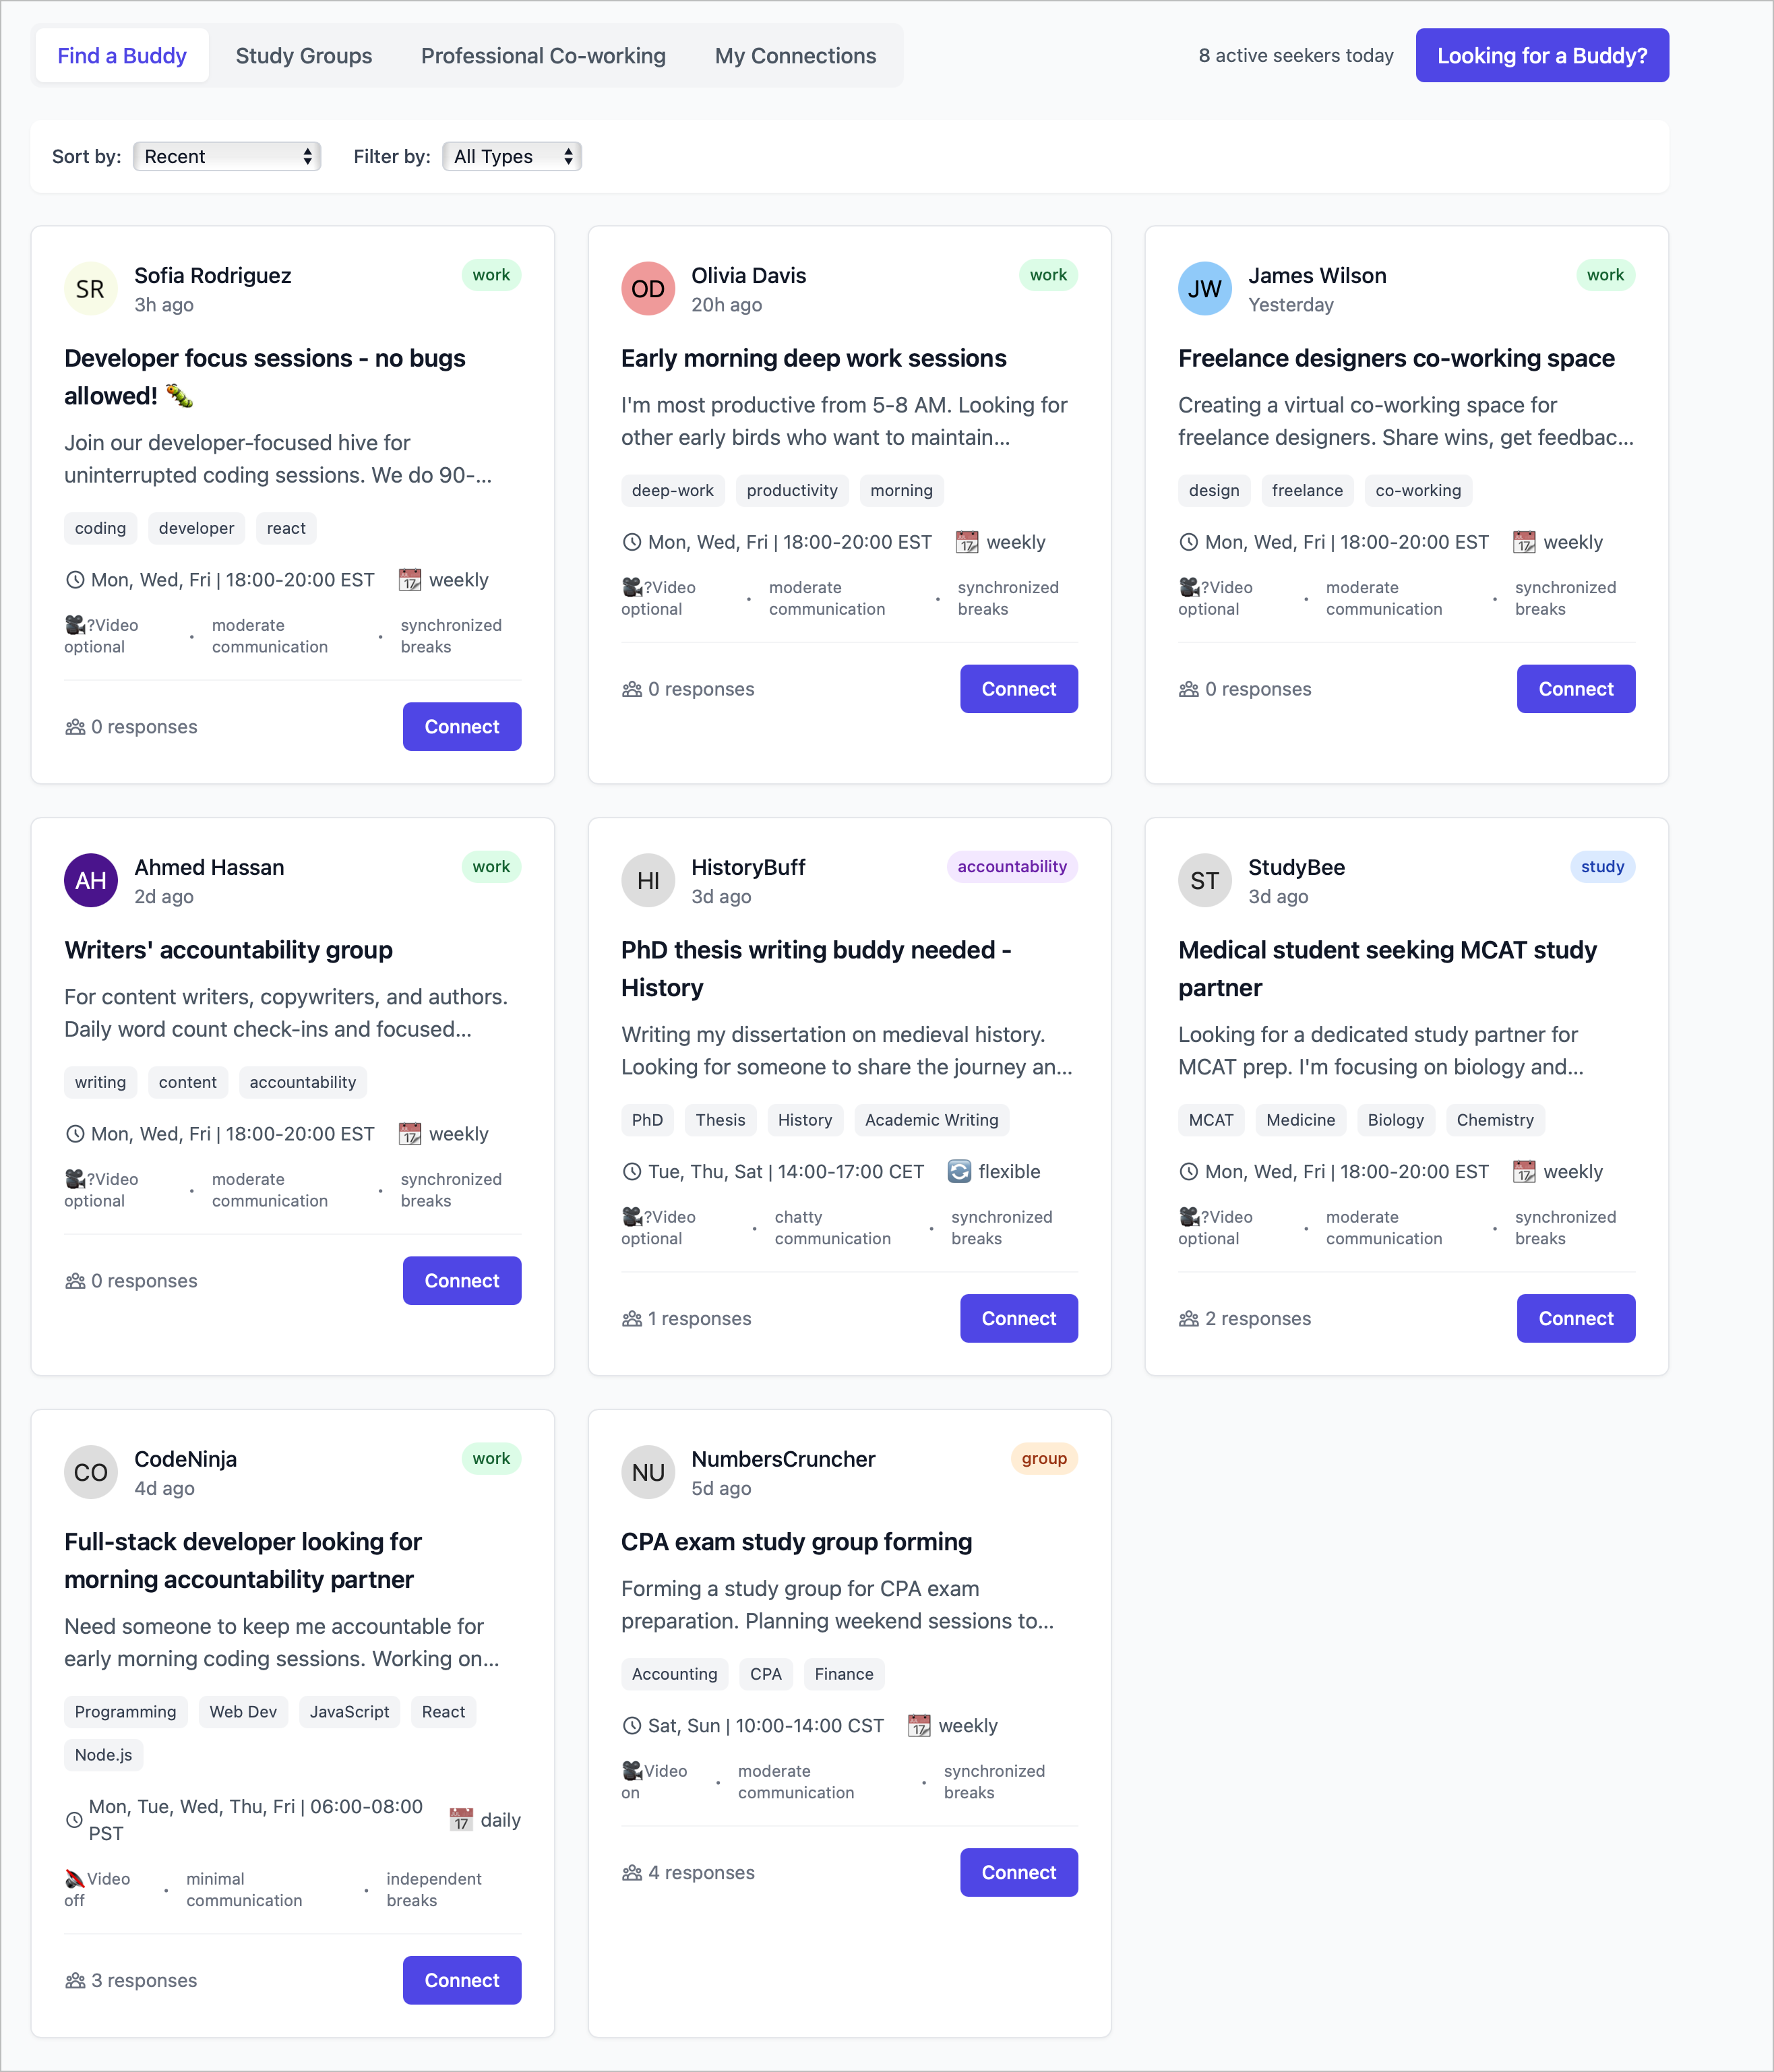 Find a Buddy
Study Groups
Professional Co-working
My Connections
8 active seekers today
Looking for a Buddy?
Sort by:
Recent
Filter by:
All Types
SR
Sofia Rodriguez
3h ago
work
Developer focus sessions - no bugs
allowed! 🐛
Join our developer-focused hive for
uninterrupted coding sessions. We do 90-...
coding
developer
react
Mon, Wed, Fri | 18:00-20:00 EST
📆 weekly
🎥?Video
optional
•
moderate
communication
•
synchronized
breaks
0 responses
Connect
OD
Olivia Davis
20h ago
work
Early morning deep work sessions
I'm most productive from 5-8 AM. Looking for
other early birds who want to maintain...
deep-work
productivity
morning
Mon, Wed, Fri | 18:00-20:00 EST
📆 weekly
🎥?Video
optional
•
moderate
communication
•
synchronized
breaks
0 responses
Connect
JW
James Wilson
Yesterday
work
Freelance designers co-working space
Creating a virtual co-working space for
freelance designers. Share wins, get feedbac...
design
freelance
co-working
Mon, Wed, Fri | 18:00-20:00 EST
📆 weekly
🎥?Video
optional
•
moderate
communication
•
synchronized
breaks
0 responses
Connect
AH
Ahmed Hassan
2d ago
work
Writers' accountability group
For content writers, copywriters, and authors.
Daily word count check-ins and focused...
writing
content
accountability
Mon, Wed, Fri | 18:00-20:00 EST
📆 weekly
🎥?Video
optional
•
moderate
communication
•
synchronized
breaks
0 responses
Connect
HI
HistoryBuff
3d ago
accountability
PhD thesis writing buddy needed -
History
Writing my dissertation on medieval history.
Looking for someone to share the journey an...
PhD
Thesis
History
Academic Writing
Tue, Thu, Sat | 14:00-17:00 CET
🔄 flexible
🎥?Video
optional
•
chatty
communication
•
synchronized
breaks
1 responses
Connect
ST
StudyBee
3d ago
study
Medical student seeking MCAT study
partner
Looking for a dedicated study partner for
MCAT prep. I'm focusing on biology and...
MCAT
Medicine
Biology
Chemistry
Mon, Wed, Fri | 18:00-20:00 EST
📆 weekly
🎥?Video
optional
•
moderate
communication
•
synchronized
breaks
2 responses
Connect
CO
CodeNinja
4d ago
work
Full-stack developer looking for
morning accountability partner
Need someone to keep me accountable for
early morning coding sessions. Working on...
Programming
Web Dev
JavaScript
React
Node.js
Mon, Tue, Wed, Thu, Fri | 06:00-08:00
PST
📅 daily
Video
off
•
minimal
communication
•
independent
breaks
3 responses
Connect
NU
NumbersCruncher
5d ago
group
CPA exam study group forming
Forming a study group for CPA exam
preparation. Planning weekend sessions to...
Accounting
CPA
Finance
Sat, Sun | 10:00-14:00 CST
📆 weekly
🎥Video
on
•
moderate
communication
•
synchronized
breaks
4 responses
Connect